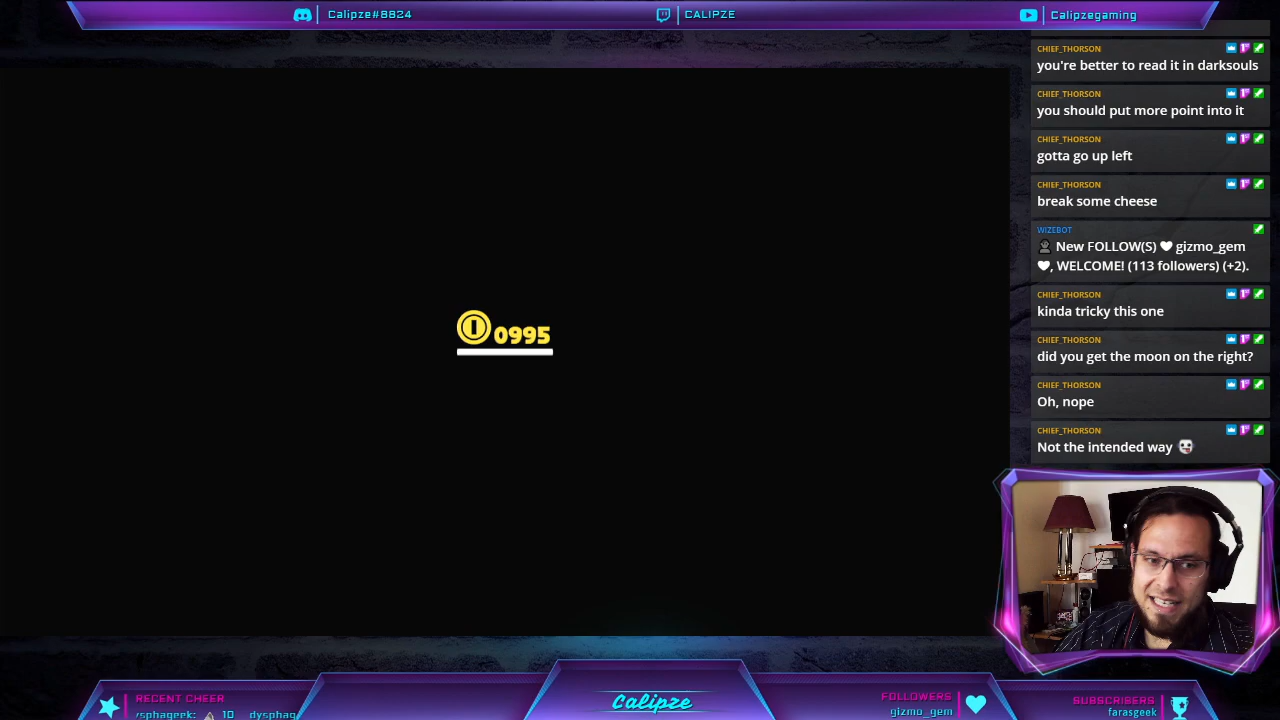 Calipze#8824
CALIPZE
Calipzegaming
CHIEF_THORSON
you're better to read it in darksouls
CHIEF_THORSON
you should put more point into it
CHIEF_THORSON
gotta go up left
CHIEF_THORSON
break some cheese
WIZEBOT
New FOLLOW(S) ♥ gizmo_gem
♥, WELCOME! (113 followers) (+2).
CHIEF_THORSON
kinda tricky this one
CHIEF_THORSON
did you get the moon on the right?
CHIEF_THORSON
Oh, nope
CHIEF_THORSON
Not the intended way
0995
RECENT CHEER
ysphageek: 10 dysphag
Calipze
FOLLOWERS
gizmo_gem
SUBSCRIBERS
farasgeek